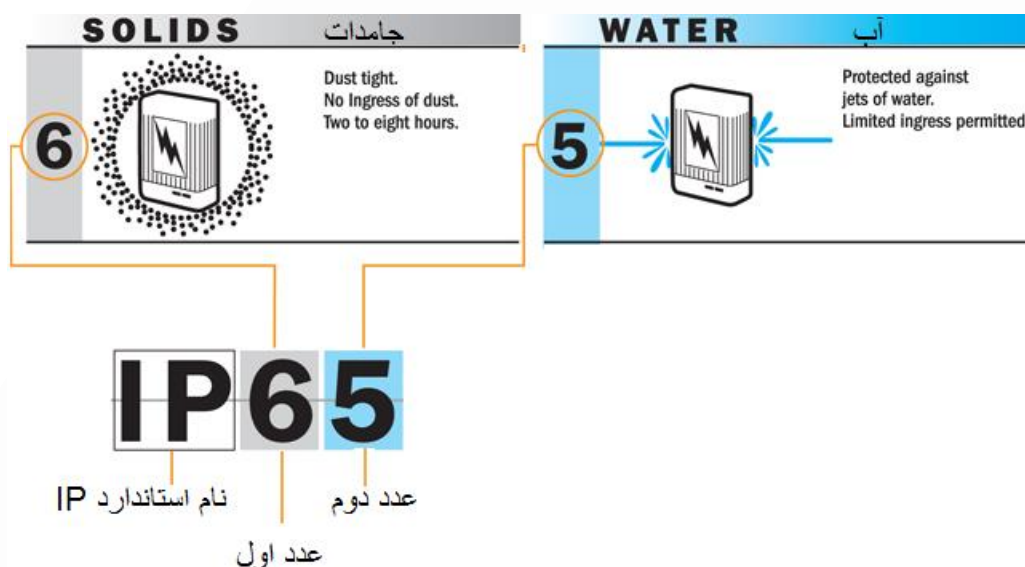 SOLIDS جامدات
6
Dust tight.
No Ingress of dust.
Two to eight hours.
WATER آب
5
Protected against
jets of water.
Limited ingress permitted
IP65
نام استاندارد IP
عدد دوم
عدد اول